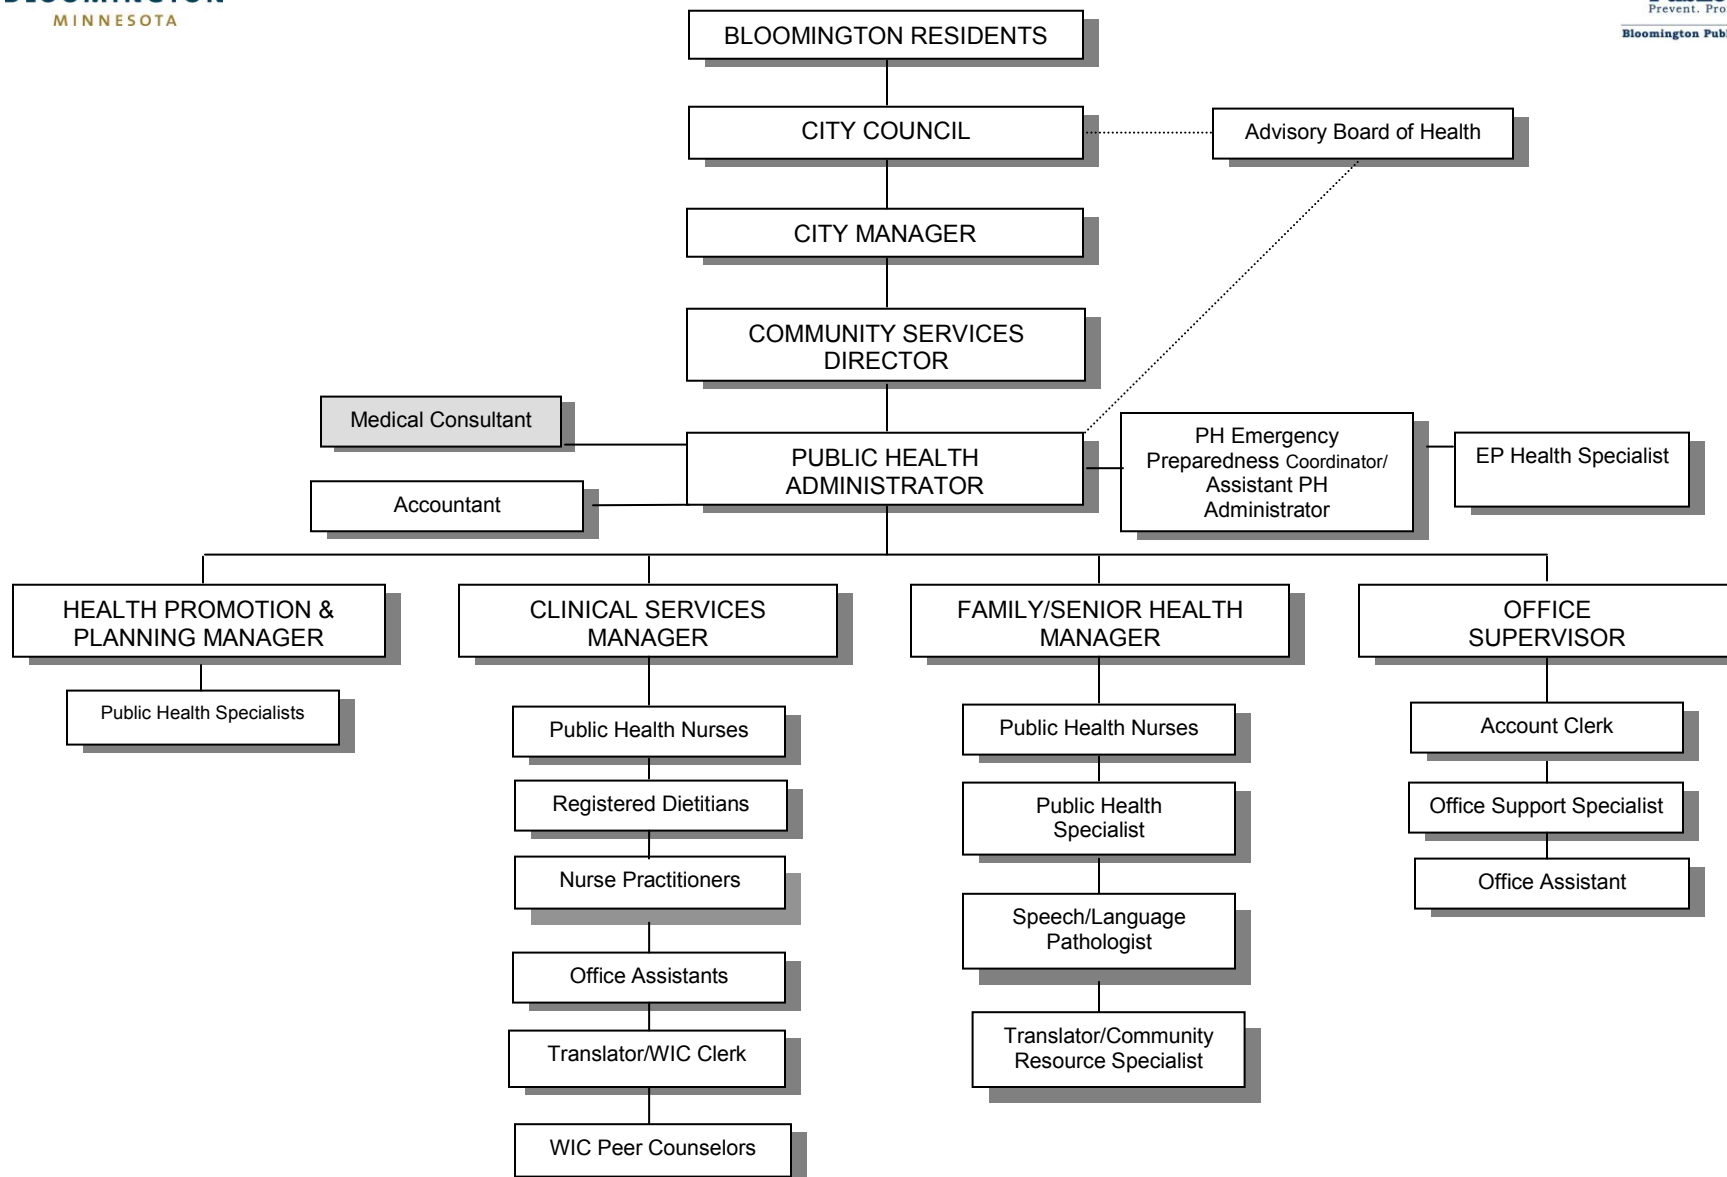 MINNESOTA
Prevent. Pro
Bloomington Publ
BLOOMINGTON RESIDENTS
CITY COUNCIL
Advisory Board of Health
CITY MANAGER
COMMUNITY SERVICES
DIRECTOR
Medical Consultant
Accountant
PUBLIC HEALTH
ADMINISTRATOR
PH Emergency
Preparedness Coordinator/
Assistant PH
Administrator
EP Health Specialist
HEALTH PROMOTION &
PLANNING MANAGER
Public Health Specialists
CLINICAL SERVICES
MANAGER
Public Health Nurses
Registered Dietitians
Nurse Practitioners
Office Assistants
Translator/WIC Clerk
WIC Peer Counselors
FAMILY/SENIOR HEALTH
MANAGER
Public Health Nurses
Public Health
Specialist
Speech/Language
Pathologist
Translator/Community
Resource Specialist
OFFICE
SUPERVISOR
Account Clerk
Office Support Specialist
Office Assistant